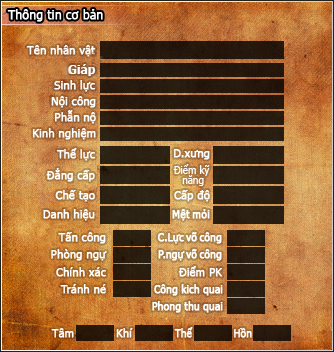 Thông tin cơ bản
Tên nhân vật
Giáp
Sinh lực
Nội công
Phẫn nộ
Kinh nghiệm
Thể lực D.xưng
Đẳng cấp Điểm kỹ năng
Chế tạo Cấp độ
Danh hiệu Mệt mỏi
Tấn công C.Lực võ công
Phòng ngự P.ngự võ công
Chính xác Điểm PK
Tránh né Công kích quai
Phong thu quai
Tâm Khí Thể Hồn